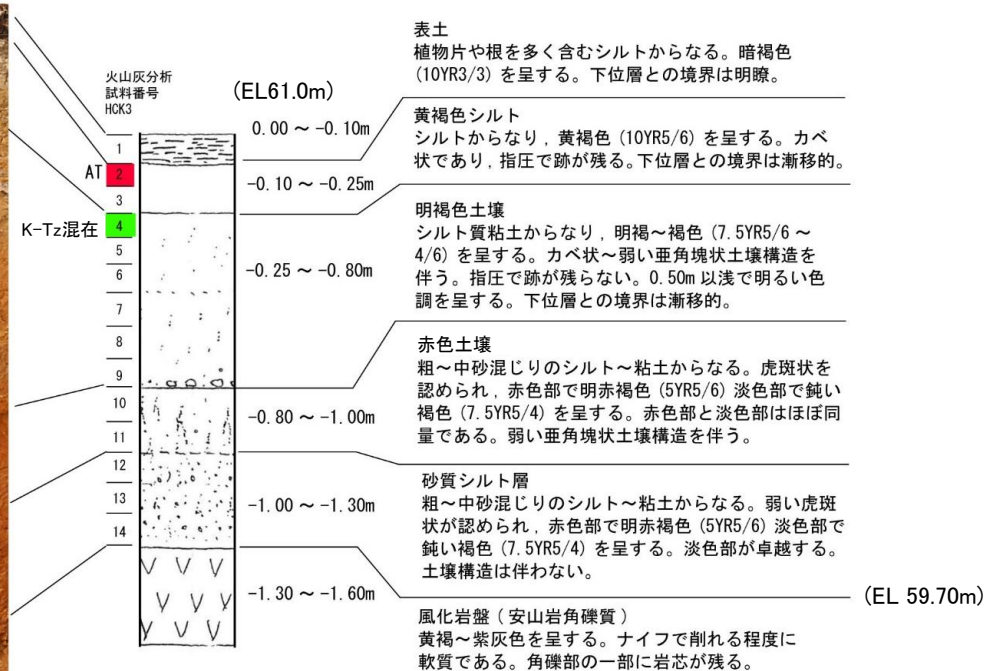 火山灰分析
試料番号
HCK3
(EL61.0m)
1
AT
2
3
K-Tz混在
4
5
6
7
8
9
10
11
12
13
14
0.00 ~ -0.10m
-0.10 ~ -0.25m
-0.25 ~ -0.80m
-0.80 ~ -1.00m
-1.00 ~ -1.30m
-1.30 ~ -1.60m
表土
植物片や根を多く含むシルトからなる。暗褐色
(10YR3/3) を呈する。下位層との境界は明瞭。
黄褐色シルト
シルトからなり, 黄褐色 (10YR5/6) を呈する。カベ
状であり, 指圧で跡が残る。下位層との境界は漸移的。
明褐色土壌
シルト質粘土からなり, 明褐~褐色 (7.5YR5/6 ~
4/6) を呈する。カベ状~弱い亜角塊状土壌構造を
伴う。指圧で跡が残らない。0.50m 以浅で明るい色
調を呈する。下位層との境界は漸移的。
赤色土壌
粗~中砂混じりのシルト~粘土からなる。虎斑状を
認められ, 赤色部で明赤褐色 (5YR5/6) 淡色部で鈍い
褐色 (7.5YR5/4) を呈する。赤色部と淡色部はほぼ同
量である。弱い亜角塊状土壌構造を伴う。
砂質シルト層
粗~中砂混じりのシルト~粘土からなる。弱い虎斑
状が認められ, 赤色部で明赤褐色 (5YR5/6) 淡色部で
鈍い褐色 (7.5YR5/4) を呈する。淡色部が卓越する。
土壌構造は伴わない。
(EL 59.70m)
風化岩盤 ( 安山岩角礫質 )
黄褐~紫灰色を呈する。ナイフで削れる程度に
軟質である。角礫部の一部に岩芯が残る。